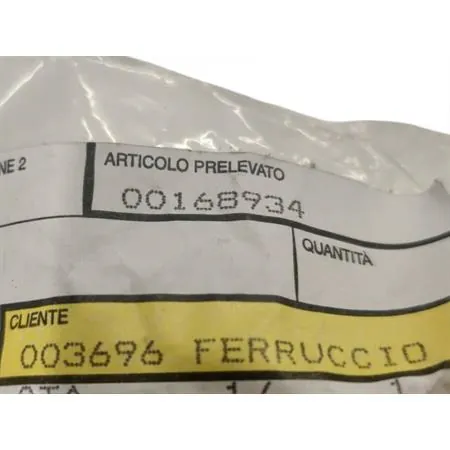 NE 2
ARTICOLO PRELEVATO
00168934
QUANTITÀ
CLIENTE
003696 FERRUCCIO